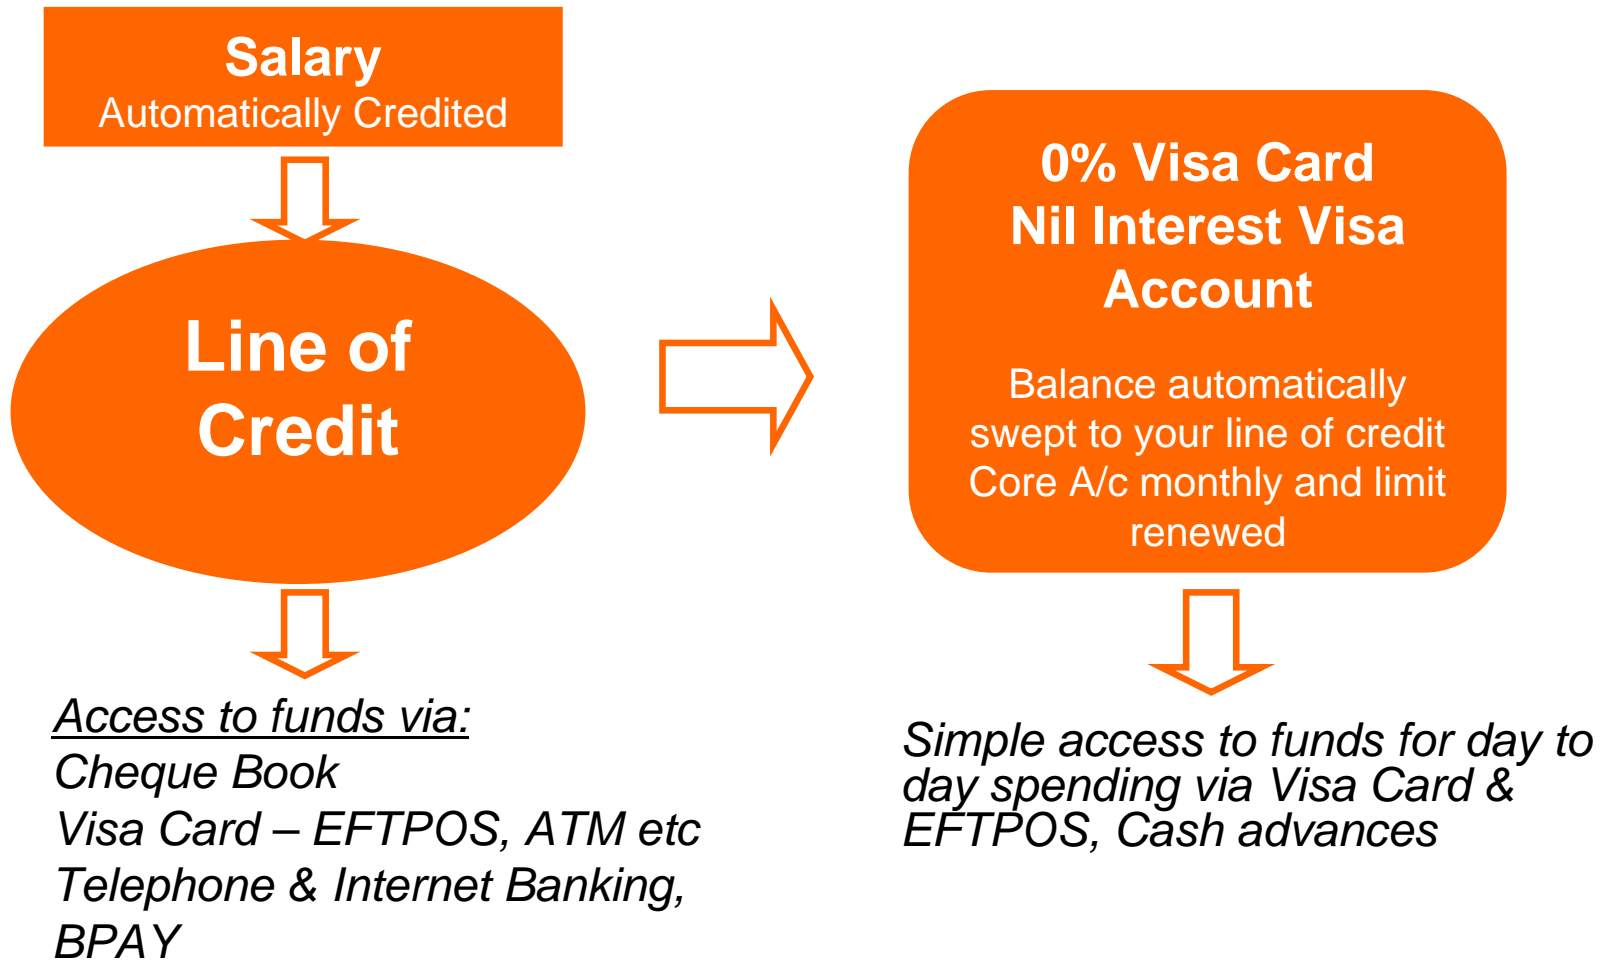 Salary
Automatically Credited
Line of
Credit
Access to funds via:
Cheque Book
Visa Card – EFTPOS, ATM etc
Telephone & Internet Banking,
BPAY
0% Visa Card
Nil Interest Visa
Account
Balance automatically
swept to your line of credit
Core A/c monthly and limit
renewed
Simple access to funds for day to
day spending via Visa Card &
EFTPOS, Cash advances